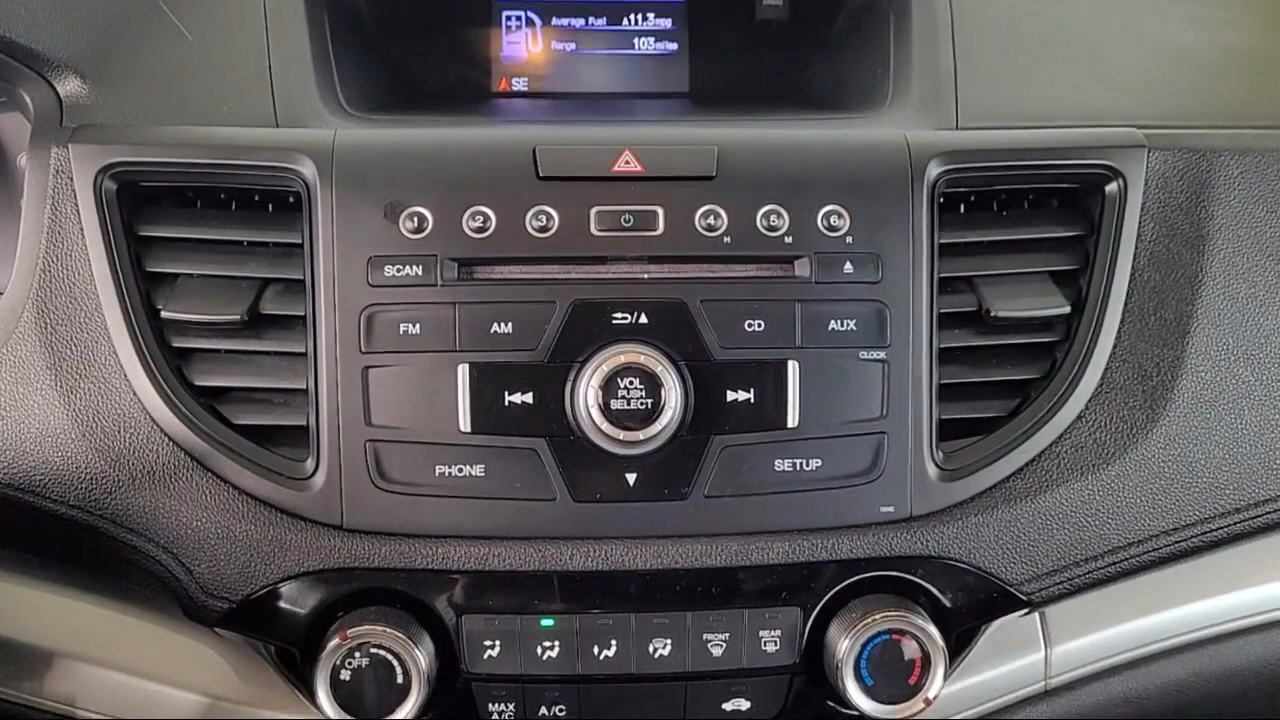 Average Fuel A11.3mpg
Range 103miles
SE
1 2 3 4 5 6
H M R
SCAN
FM AM CD AUX
CLOCK
VOL
PUSH
SELECT
PHONE SETUP
OFF
FRONT REAR
MAX
A/C
A/C